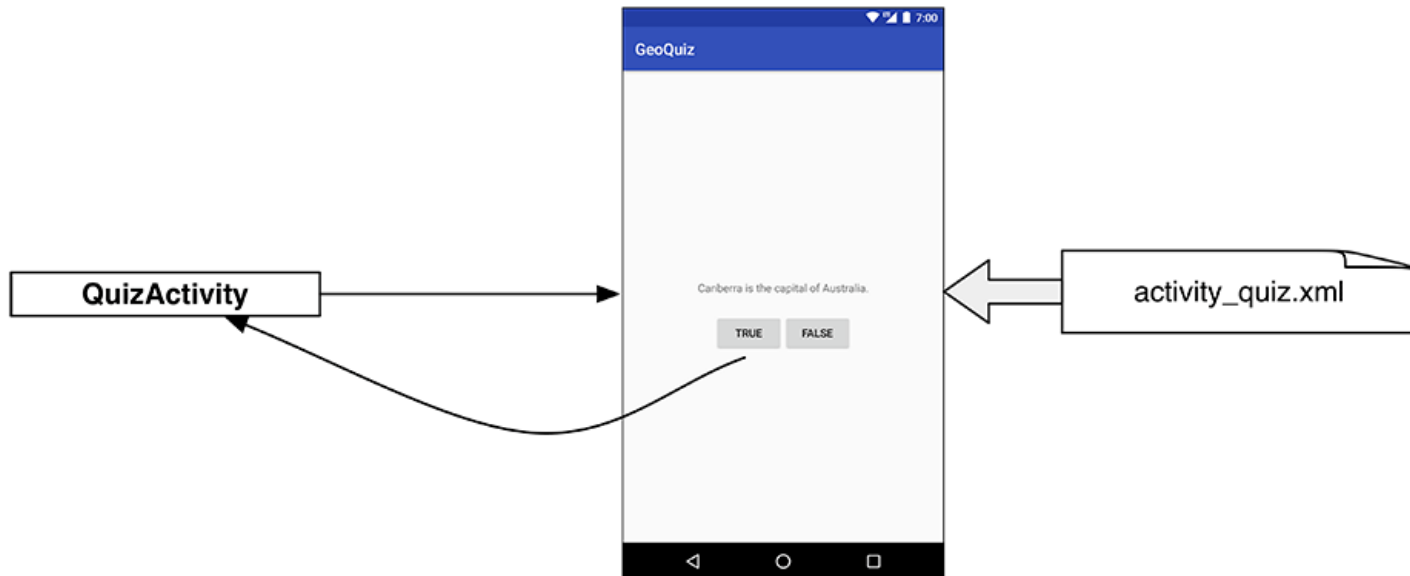 7:00
GeoQuiz
QuizActivity
Canberra is the capital of Australia.
TRUE FALSE
activity_quiz.xml